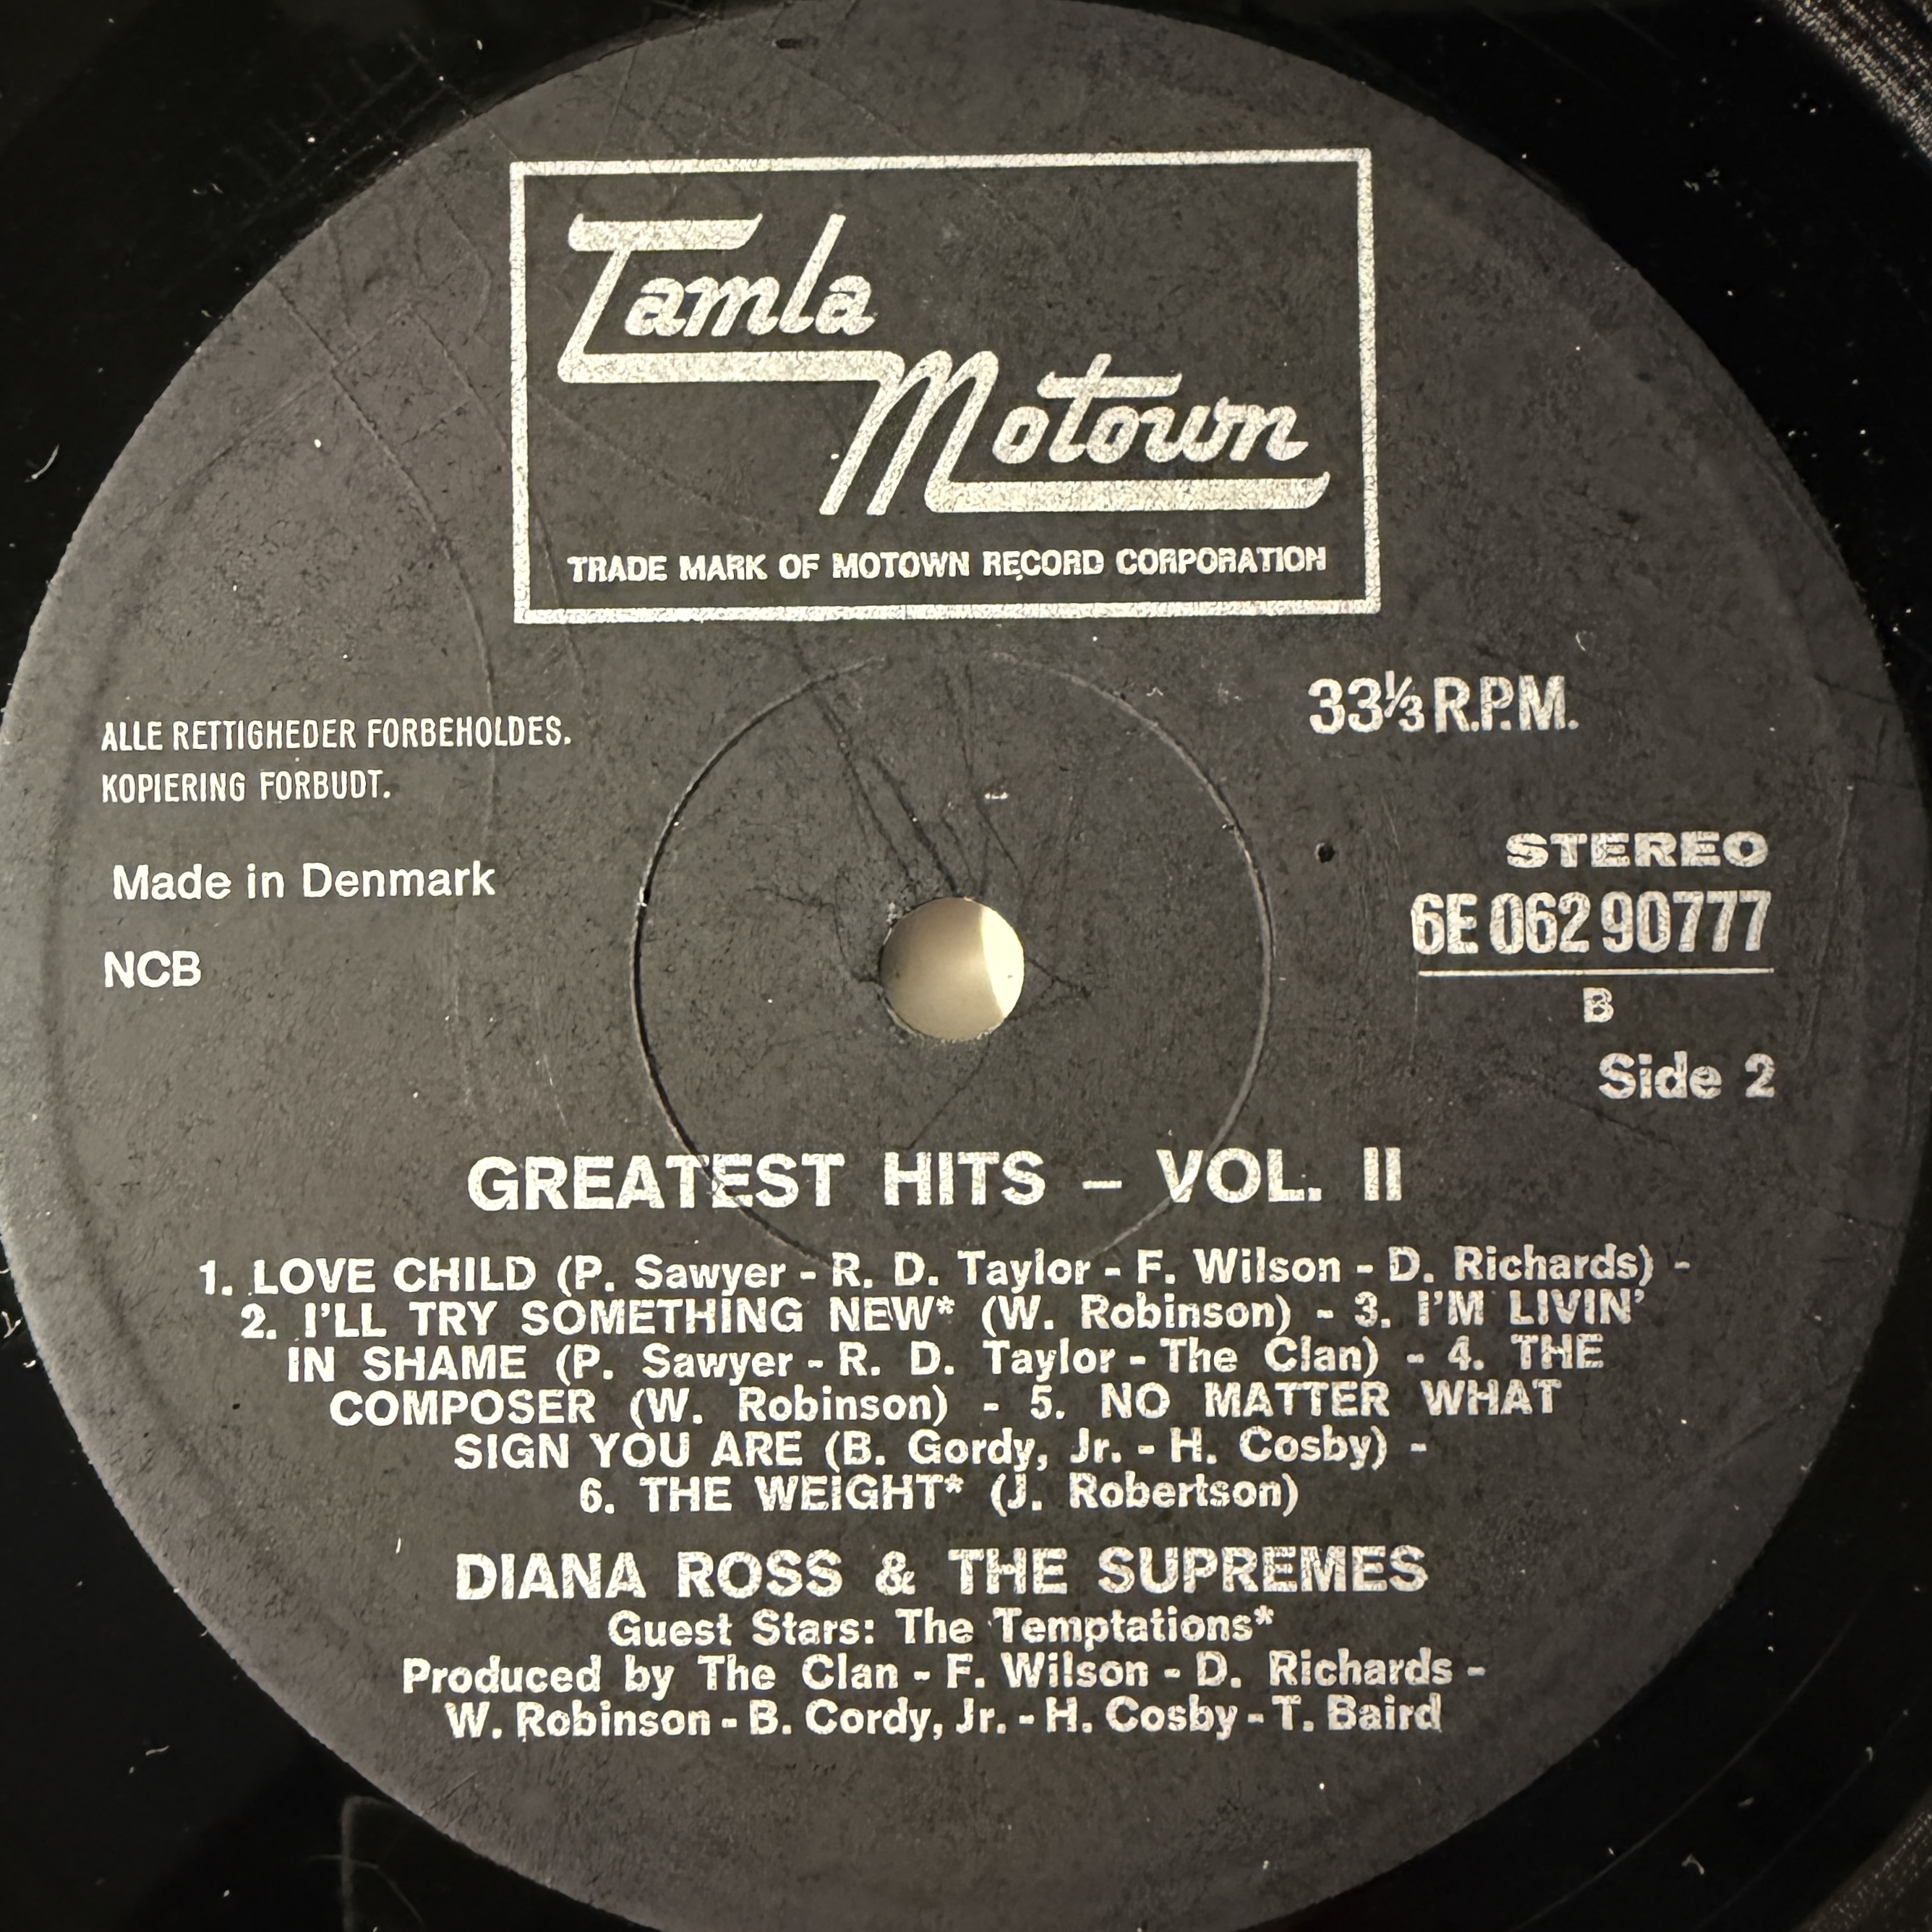 Tamla
Motown
TRADE MARK OF MOTOWN RECORD CORPORATION
33⅓ R.P.M.
ALLE RETTIGHEDER FORBEHOLDES.
KOPIERING FORBUDT.
Made in Denmark
NCB
STEREO
6E 062 90777
B
Side 2
GREATEST HITS – VOL. II
1. LOVE CHILD (P. Sawyer - R. D. Taylor - F. Wilson - D. Richards) -
2. I'LL TRY SOMETHING NEW* (W. Robinson) - 3. I'M LIVIN'
IN SHAME (P. Sawyer - R. D. Taylor - The Clan) - 4. THE
COMPOSER (W. Robinson) - 5. NO MATTER WHAT
SIGN YOU ARE (B. Gordy, Jr. - H. Cosby) -
6. THE WEIGHT* (J. Robertson)
DIANA ROSS & THE SUPREMES
Guest Stars: The Temptations*
Produced by The Clan - F. Wilson - D. Richards -
W. Robinson - B. Cordy, Jr. - H. Cosby - T. Baird